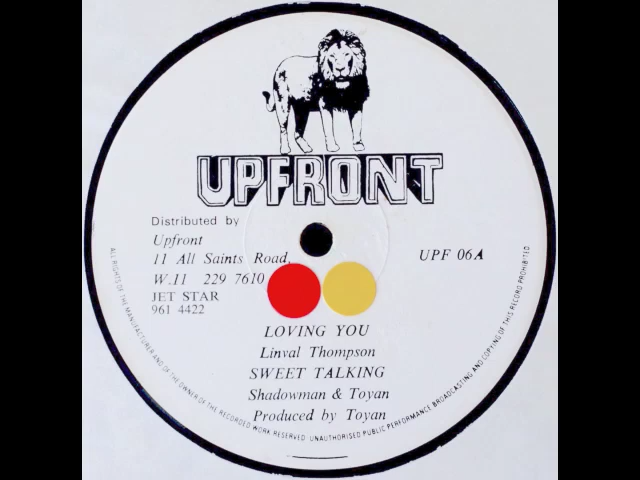 UPFRONT
Distributed by
Upfront
11 All Saints Road,
W.11 229 7610
JET STAR
961 4422
UPF 06A
LOVING YOU
Linval Thompson
SWEET TALKING
Shadowman & Toyan
Produced by Toyan
ALL RIGHTS OF THE MANUFACTURER AND OF THE OWNER OF THE RECORDED WORK RESERVED UNAUTHORISED PUBLIC PERFORMANCE BROADCASTING AND COPYING OF THIS RECORD PROHIBITED